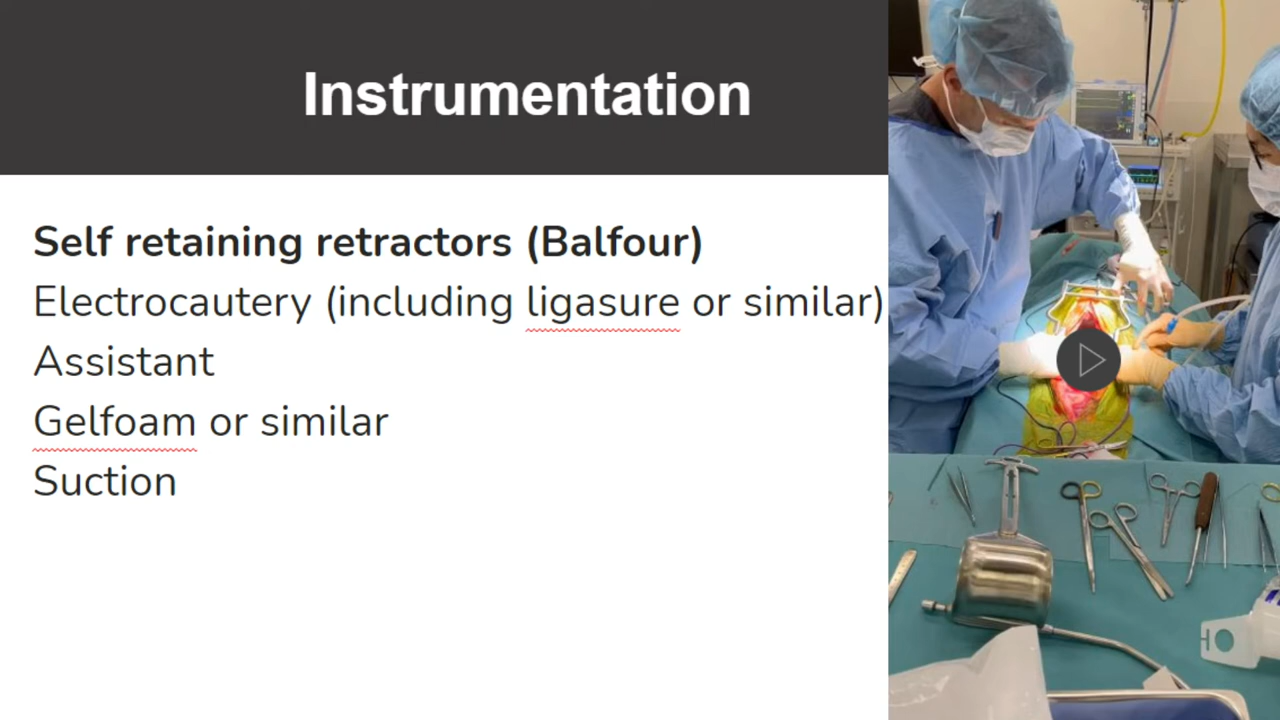 Instrumentation
Self retaining retractors (Balfour)
Electrocautery (including ligasure or similar)
Assistant
Gelfoam or similar
Suction